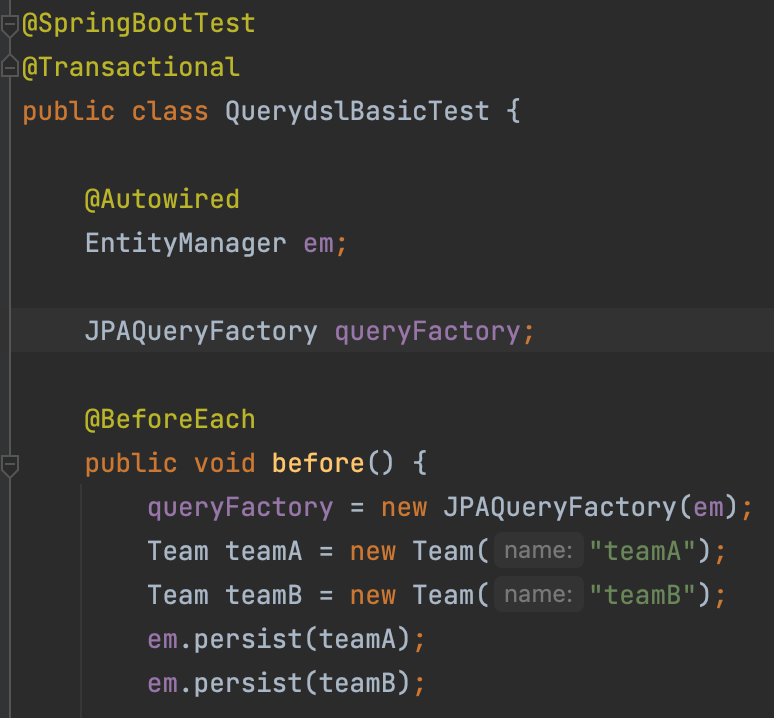 @SpringBootTest
@Transactional
public class QuerydslBasicTest {
@Autowired
EntityManager em;
JPAQueryFactory queryFactory;
@BeforeEach
public void before() {
queryFactory = new JPAQueryFactory(em);
Team teamA = new Team( name: "teamA");
Team teamB = new Team( name: "teamB");
em.persist(teamA);
em.persist(teamB);